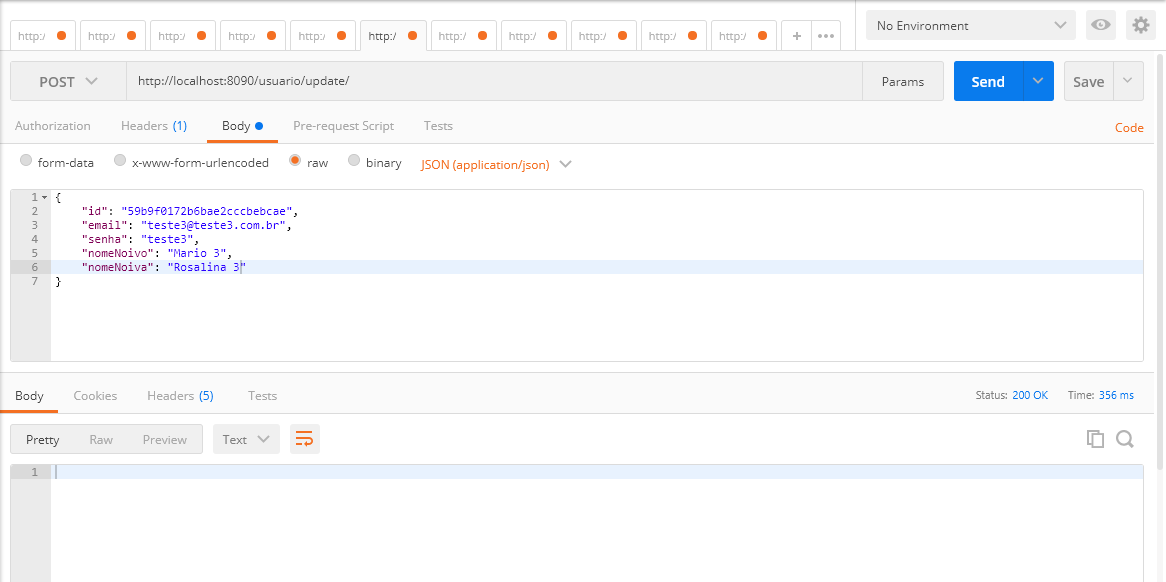 http:/ http:/ http:/ http:/ http:/ http:/ http:/ http:/ http:/ http:/ http:/ + ••• No Environment
POST http://localhost:8090/usuario/update/ Params Send Save
Authorization Headers (1) Body Pre-request Script Tests Code
form-data x-www-form-urlencoded raw binary JSON (application/json)
1 {
2 "id": "59b9f0172b6bae2cccbebcae",
3 "email": "teste3@teste3.com.br",
4 "senha": "teste3",
5 "nomeNoivo": "Mario 3",
6 "nomeNoiva": "Rosalina 3"
7 }
Body Cookies Headers (5) Tests Status: 200 OK Time: 356 ms
Pretty Raw Preview Text
1